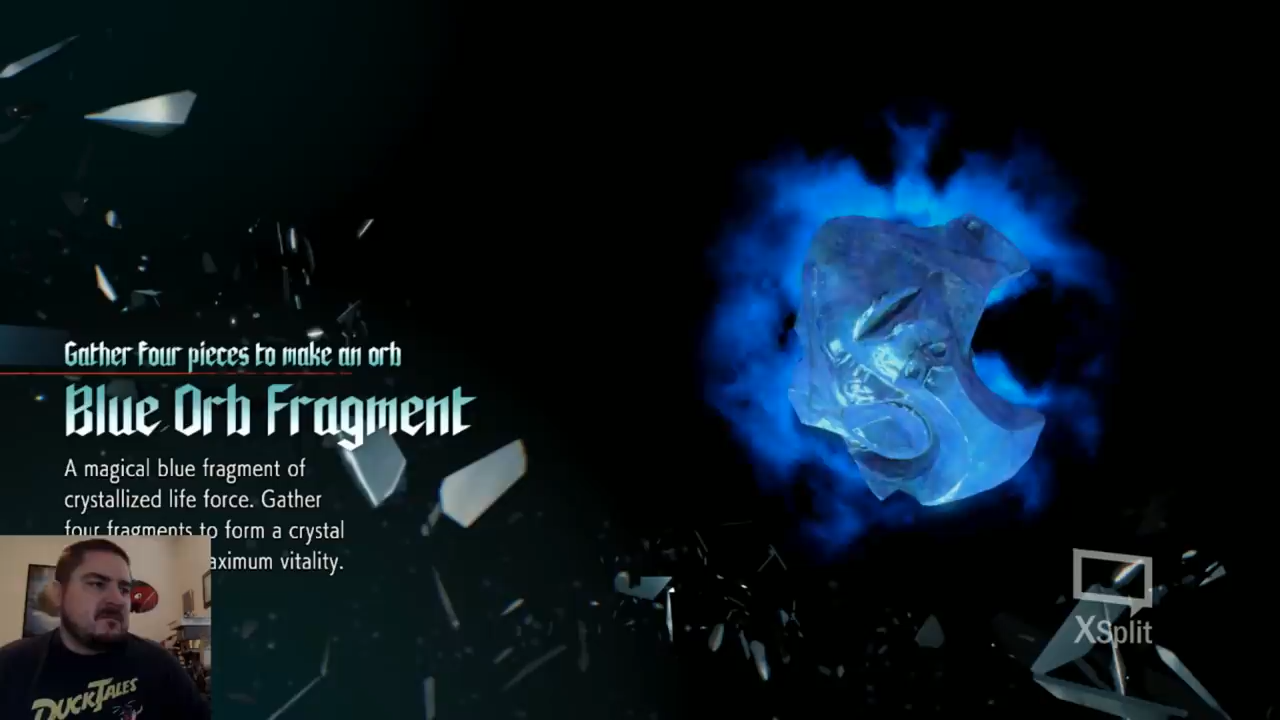 Gather four pieces to make an orb
Blue Orb Fragment
A magical blue fragment of
crystallized life force. Gather
four fragments to form a crystal
vitality.
XSplit
DUCKTALES